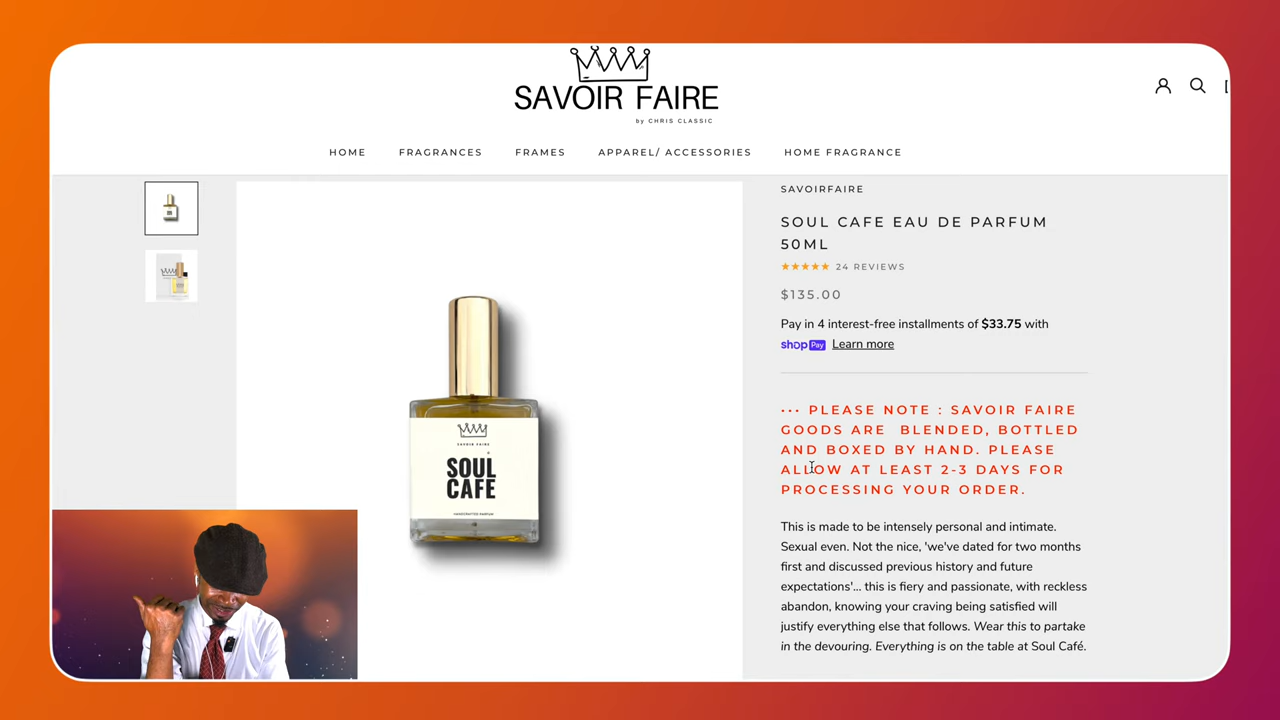 SAVOIR FAIRE
by CHRIS CLASSIC
HOME FRAGRANCES FRAMES APPAREL/ ACCESSORIES HOME FRAGRANCE
SAVOIRFAIRE
SOUL CAFE EAU DE PARFUM
50ML
24 REVIEWS
$135.00
Pay in 4 interest-free installments of $33.75 with
shop Pay Learn more
··· PLEASE NOTE : SAVOIR FAIRE
GOODS ARE BLENDED, BOTTLED
AND BOXED BY HAND. PLEASE
ALLOW AT LEAST 2-3 DAYS FOR
PROCESSING YOUR ORDER.
This is made to be intensely personal and intimate.
Sexual even. Not the nice, 'we've dated for two months
first and discussed previous history and future
expectations'... this is fiery and passionate, with reckless
abandon, knowing your craving being satisfied will
justify everything else that follows. Wear this to partake
in the devouring. Everything is on the table at Soul Café.
SAVOIR FAIRE
SOUL
CAFE
HANDCRAFTED PARFUM